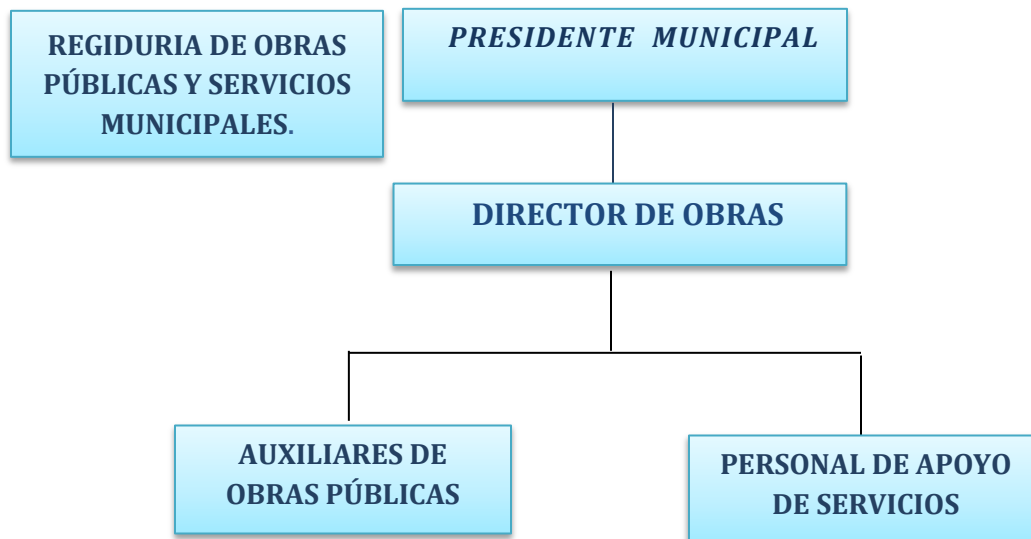 REGIDURIA DE OBRAS
PÚBLICAS Y SERVICIOS
MUNICIPALES.
PRESIDENTE MUNICIPAL
DIRECTOR DE OBRAS
AUXILIARES DE
OBRAS PÚBLICAS
PERSONAL DE APOYO
DE SERVICIOS